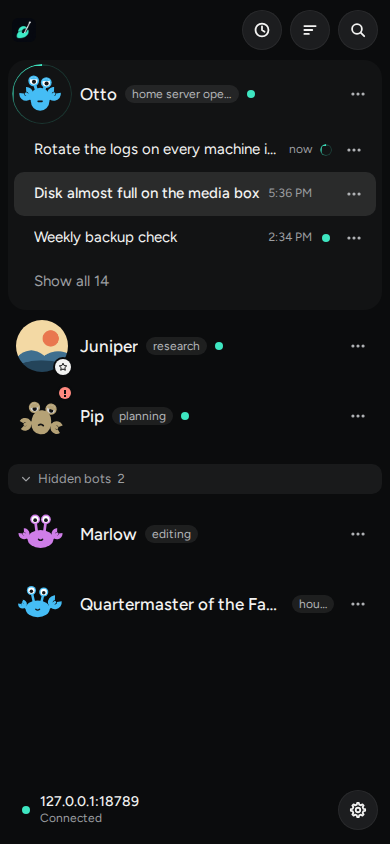 Otto home server ope...
Rotate the logs on every machine i... now
Disk almost full on the media box 5:36 PM
Weekly backup check 2:34 PM
Show all 14
Juniper research
Pip planning
Hidden bots 2
Marlow editing
Quartermaster of the Fa... hou...
127.0.0.1:18789
Connected